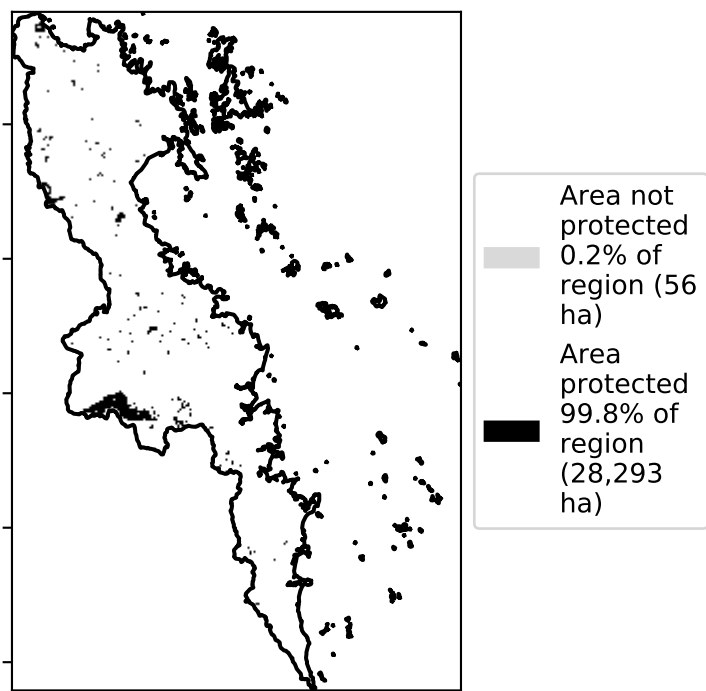 Area not
protected
0.2% of
region (56
ha)
Area
protected
99.8% of
region
(28,293
ha)